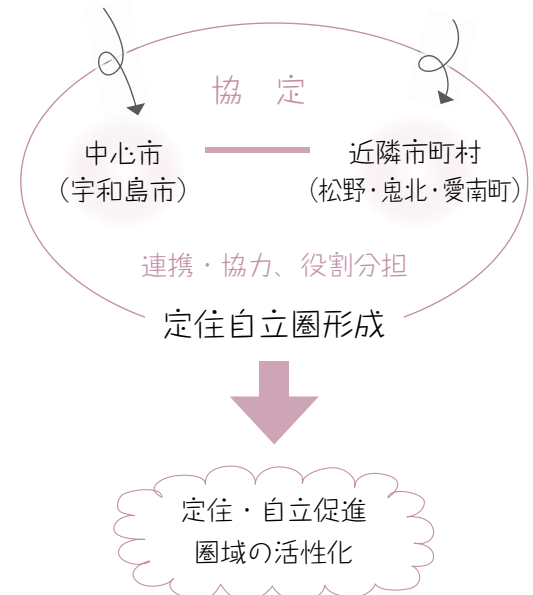 協 定
中心市
（宇和島市）
近隣市町村
（松野・鬼北・愛南町）
連携・協力、役割分担
定住自立圏形成
定住・自立促進
圏域の活性化